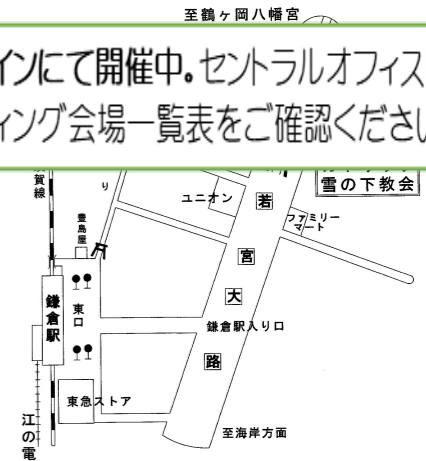 至鶴ヶ岡八幡宮
インにて開催中。セントラルオフィス
ィング会場一覧表をご確認ください
雪の下教会
賀線
り
ユニオン
若宮大路
ファミリーマート
豊島屋
鎌倉駅
東口
鎌倉駅入り口
東急ストア
至海岸方面
江の電